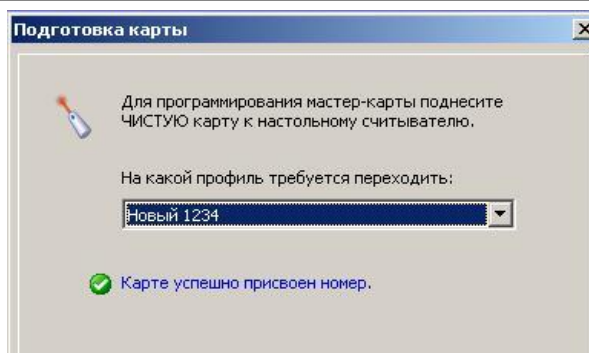 Подготовка карты
Для программирования мастер-карты поднесите
ЧИСТУЮ карту к настольному считывателю.
На какой профиль требуется переходить:
Новый 1234
Карте успешно присвоен номер.